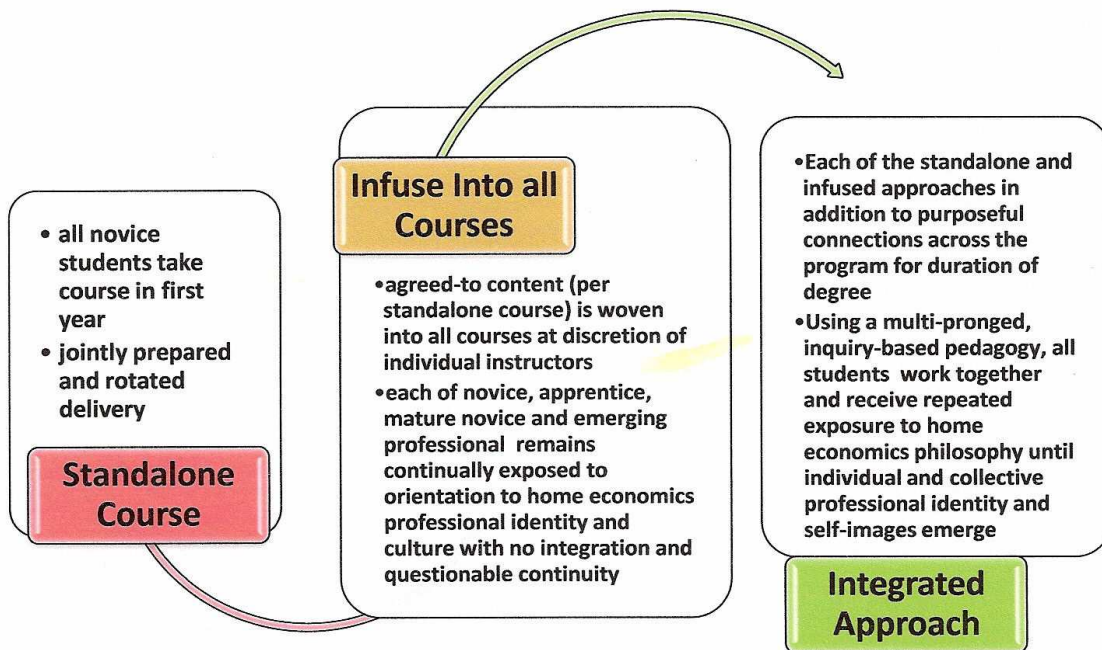 • all novice
students take
course in first
year
• jointly prepared
and rotated
delivery
Standalone
Course
Infuse Into all
Courses
•agreed-to content (per
standalone course) is woven
into all courses at discretion of
individual instructors
•each of novice, apprentice,
mature novice and emerging
professional remains
continually exposed to
orientation to home economics
professional identity and
culture with no integration and
questionable continuity
•Each of the standalone and
infused approaches in
addition to purposeful
connections across the
program for duration of
degree
•Using a multi-pronged,
inquiry-based pedagogy, all
students work together
and receive repeated
exposure to home
economics philosophy until
individual and collective
professional identity and
self-images emerge
Integrated
Approach